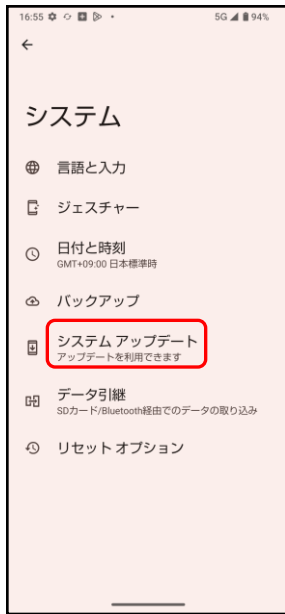 16:55 5G 94%
システム
言語と入力
ジェスチャー
日付と時刻
GMT+09:00 日本標準時
バックアップ
システム アップデート
アップデートを利用できます
データ引継
SDカード/Bluetooth経由でのデータの取り込み
リセット オプション